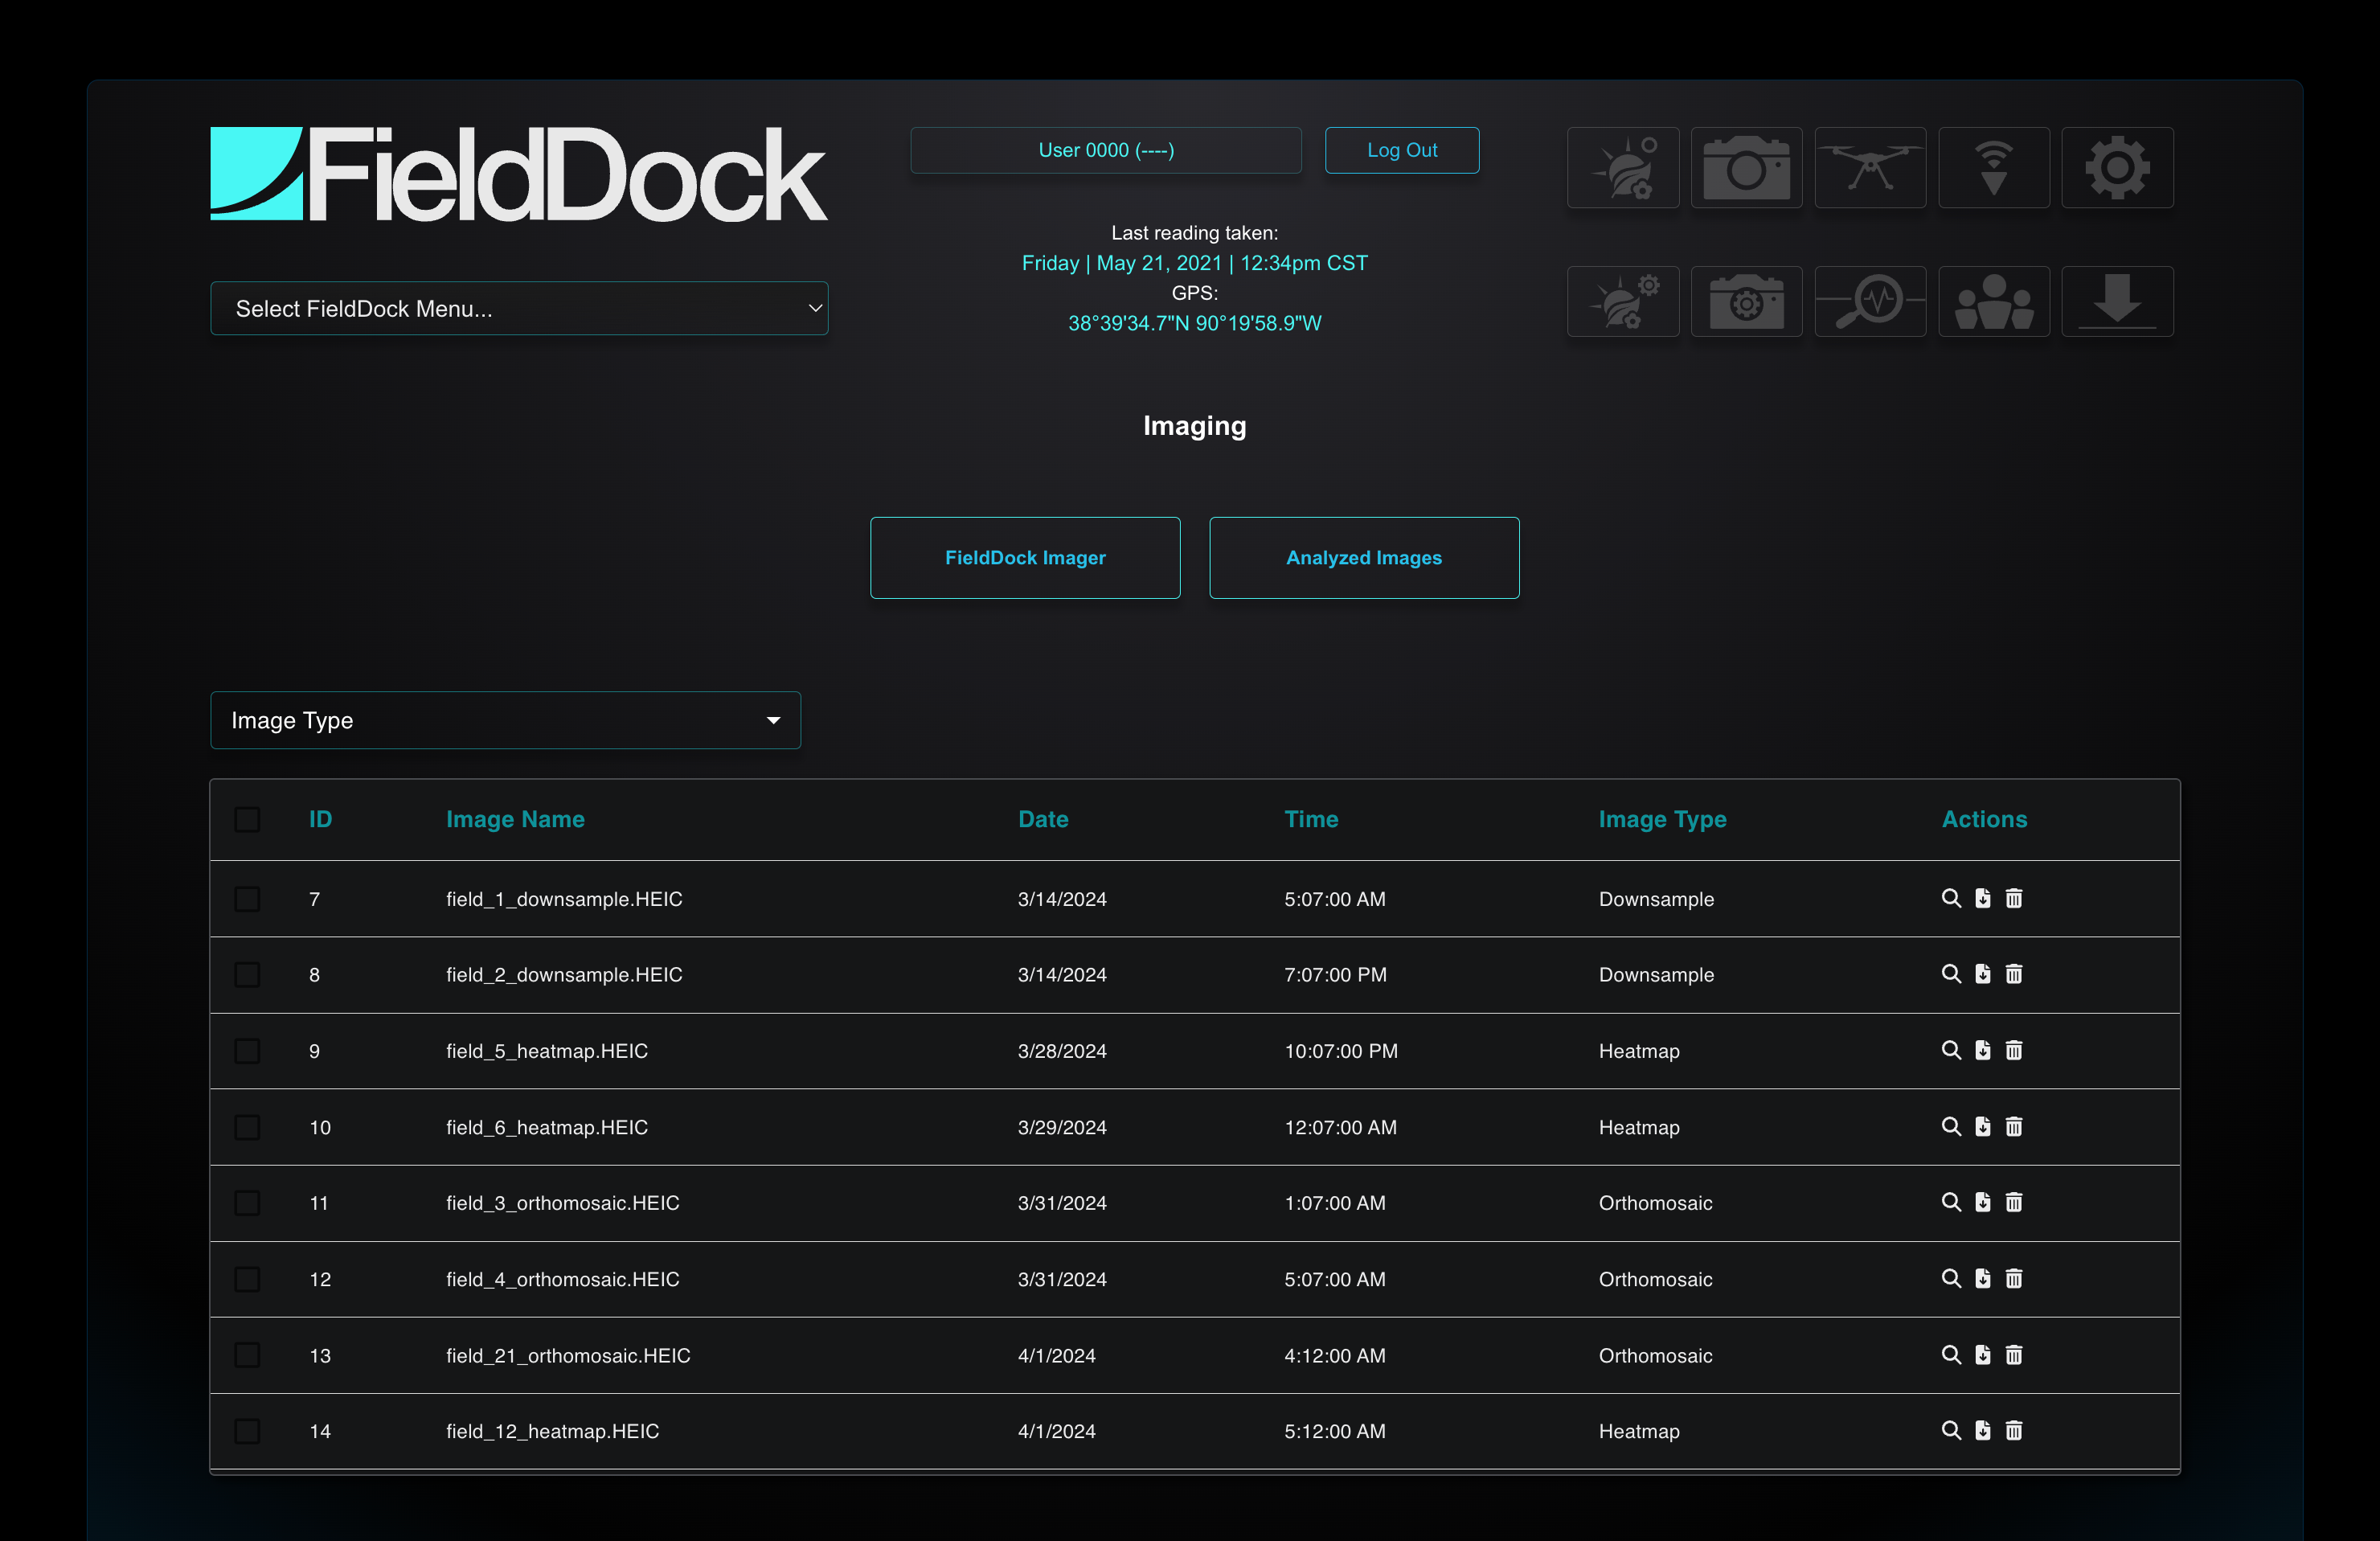 FieldDock
User 0000 (----)
Log Out
Last reading taken:
Friday | May 21, 2021 | 12:34pm CST
GPS:
38°39'34.7"N 90°19'58.9"W
Select FieldDock Menu...
Imaging
FieldDock Imager
Analyzed Images
Image Type
ID Image Name Date Time Image Type Actions
7 field_1_downsample.HEIC 3/14/2024 5:07:00 AM Downsample
8 field_2_downsample.HEIC 3/14/2024 7:07:00 PM Downsample
9 field_5_heatmap.HEIC 3/28/2024 10:07:00 PM Heatmap
10 field_6_heatmap.HEIC 3/29/2024 12:07:00 AM Heatmap
11 field_3_orthomosaic.HEIC 3/31/2024 1:07:00 AM Orthomosaic
12 field_4_orthomosaic.HEIC 3/31/2024 5:07:00 AM Orthomosaic
13 field_21_orthomosaic.HEIC 4/1/2024 4:12:00 AM Orthomosaic
14 field_12_heatmap.HEIC 4/1/2024 5:12:00 AM Heatmap